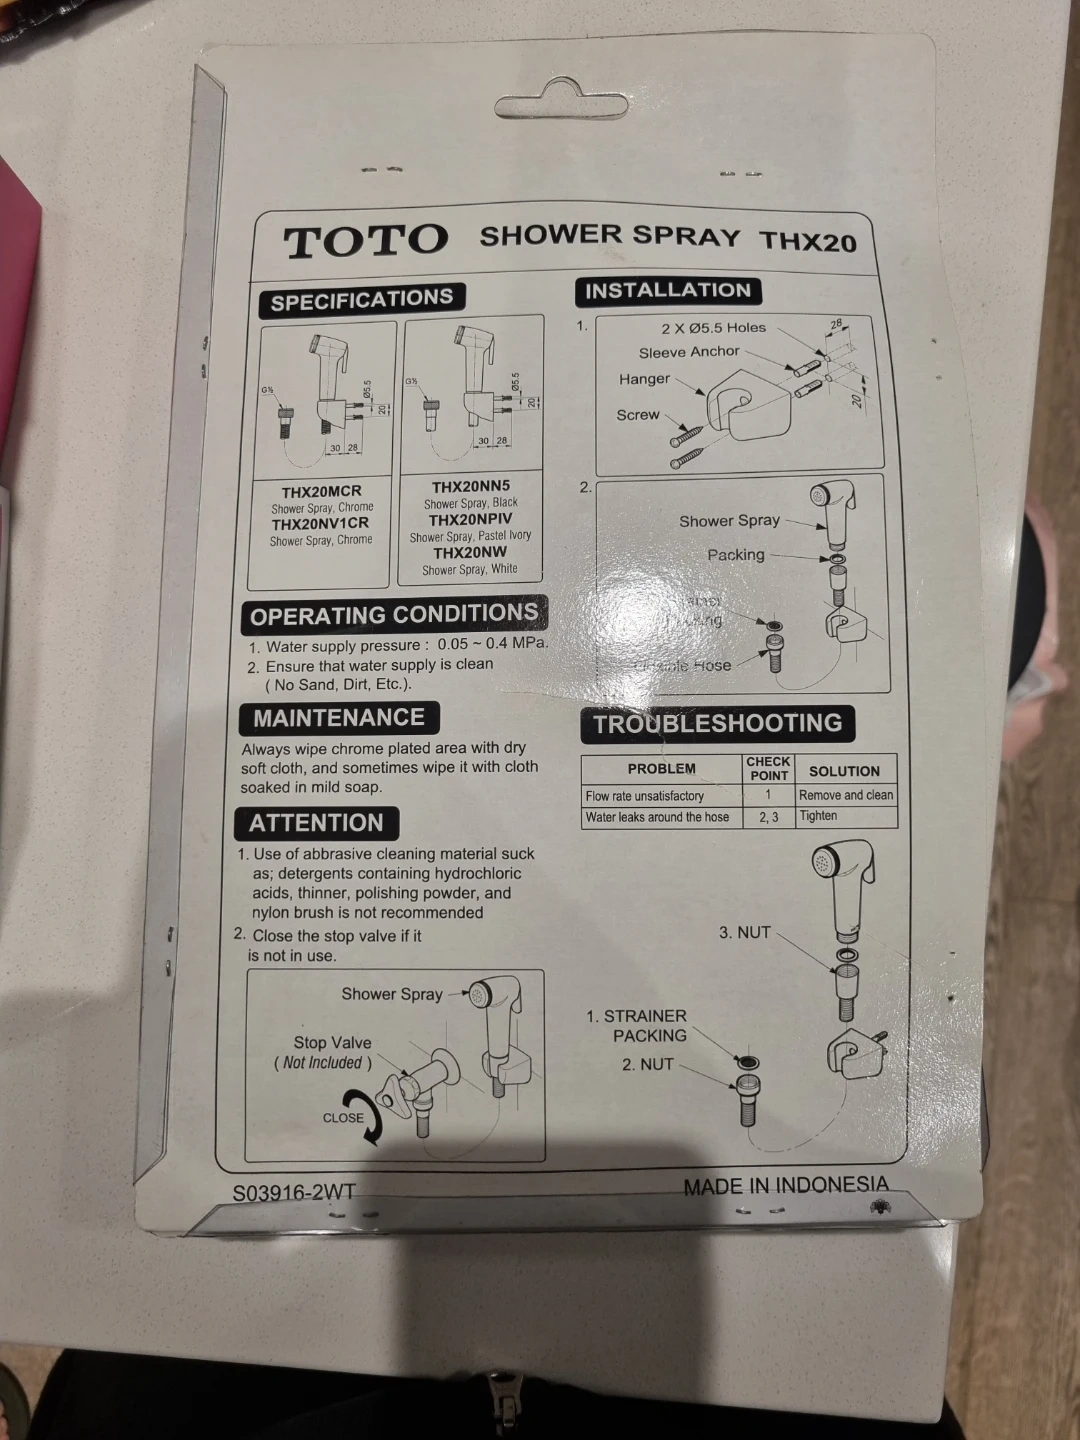 TOTO SHOWER SPRAY THX20
SPECIFICATIONS
G½
Ø5.5
20
30 28
G½
Ø5.5
20
30 28
THX20MCR
Shower Spray, Chrome
THX20NV1CR
Shower Spray, Chrome
THX20NN5
Shower Spray, Black
THX20NPIV
Shower Spray, Pastel Ivory
THX20NW
Shower Spray, White
OPERATING CONDITIONS
1. Water supply pressure : 0.05 ~ 0.4 MPa.
2. Ensure that water supply is clean
( No Sand, Dirt, Etc.).
MAINTENANCE
Always wipe chrome plated area with dry
soft cloth, and sometimes wipe it with cloth
soaked in mild soap.
ATTENTION
1. Use of abbrasive cleaning material suck
as; detergents containing hydrochloric
acids, thinner, polishing powder, and
nylon brush is not recommended
2. Close the stop valve if it
is not in use.
Shower Spray
Stop Valve
( Not Included )
CLOSE
INSTALLATION
1.
2 X Ø5.5 Holes
28
Sleeve Anchor
Hanger
20
Screw
2.
Shower Spray
Packing
Hose
TROUBLESHOOTING
PROBLEM CHECK POINT SOLUTION
Flow rate unsatisfactory 1 Remove and clean
Water leaks around the hose 2, 3 Tighten
3. NUT
1. STRAINER
PACKING
2. NUT
S03916-2WT
MADE IN INDONESIA